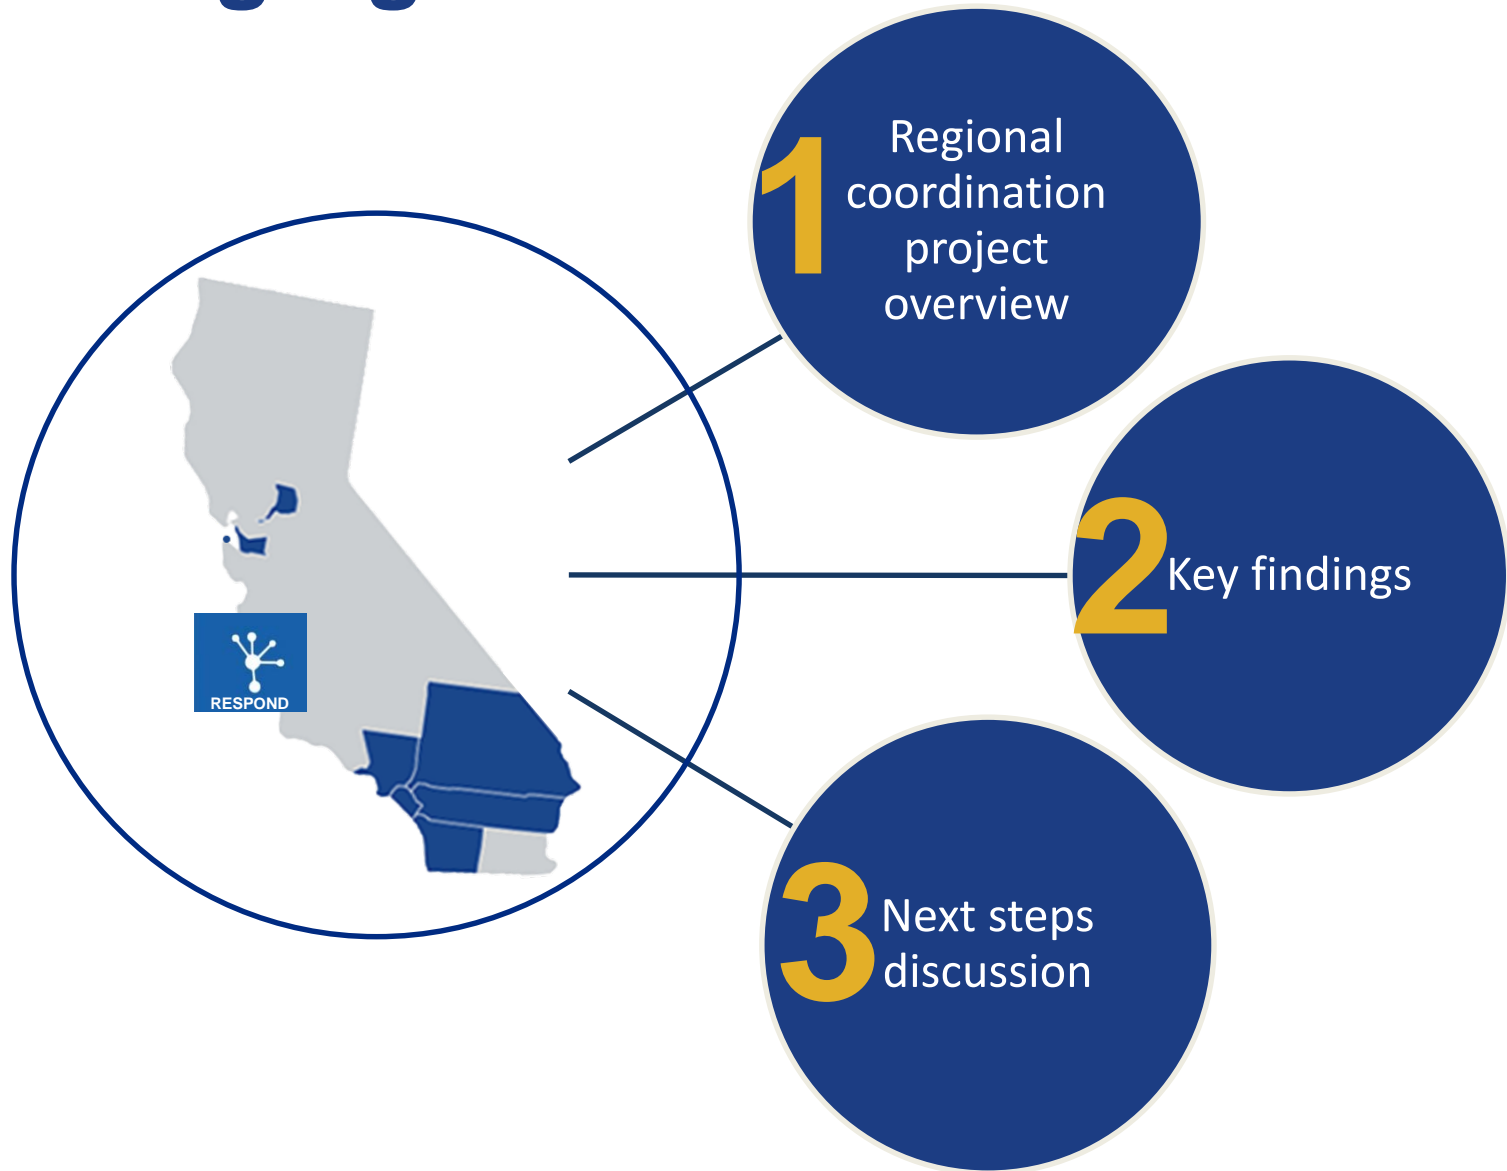 1
Regional
coordination
project
overview
2
Key findings
RESPOND
3
Next steps
discussion